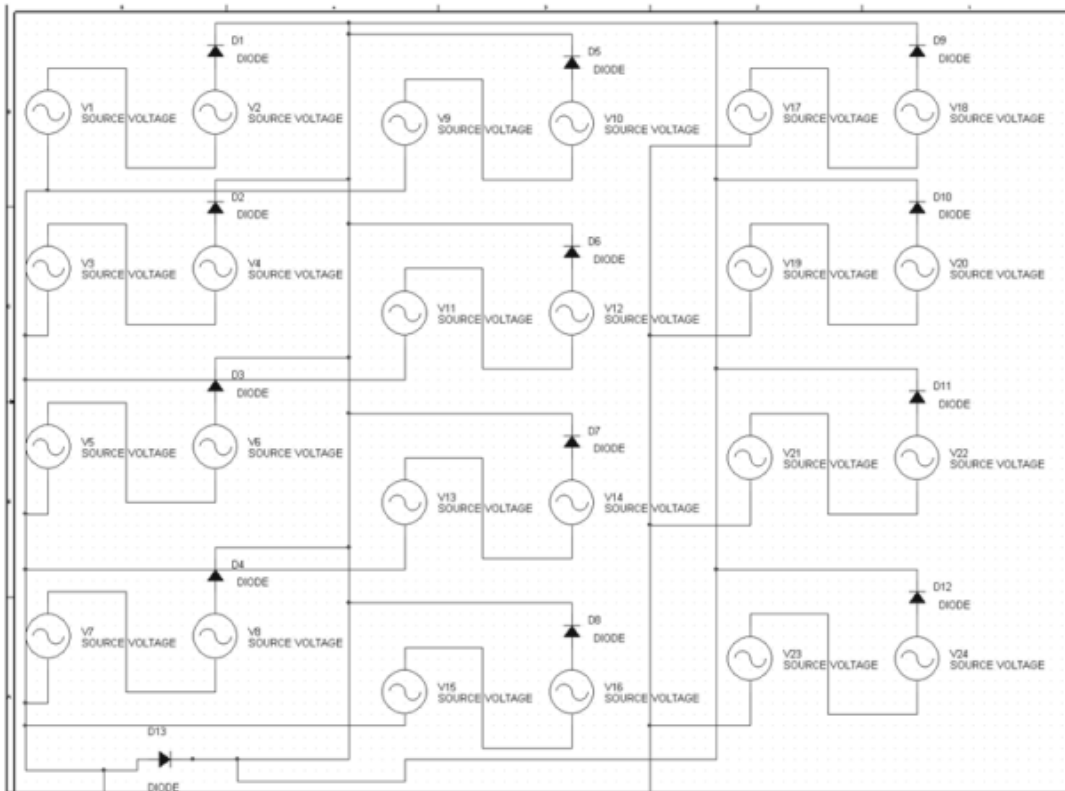 D1
DIODE
V1
SOURCE VOLTAGE
V2
SOURCE VOLTAGE
D5
DIODE
V9
SOURCE VOLTAGE
V10
SOURCE VOLTAGE
D9
DIODE
V17
SOURCE VOLTAGE
V18
SOURCE VOLTAGE
D2
DIODE
V3
SOURCE VOLTAGE
V4
SOURCE VOLTAGE
D6
DIODE
V11
SOURCE VOLTAGE
V12
SOURCE VOLTAGE
D10
DIODE
V19
SOURCE VOLTAGE
V20
SOURCE VOLTAGE
D3
DIODE
V5
SOURCE VOLTAGE
V6
SOURCE VOLTAGE
D7
DIODE
V13
SOURCE VOLTAGE
V14
SOURCE VOLTAGE
D11
DIODE
V21
SOURCE VOLTAGE
V22
SOURCE VOLTAGE
D4
DIODE
V7
SOURCE VOLTAGE
V8
SOURCE VOLTAGE
D8
DIODE
V15
SOURCE VOLTAGE
V16
SOURCE VOLTAGE
D12
DIODE
V23
SOURCE VOLTAGE
V24
SOURCE VOLTAGE
D13
DIODE